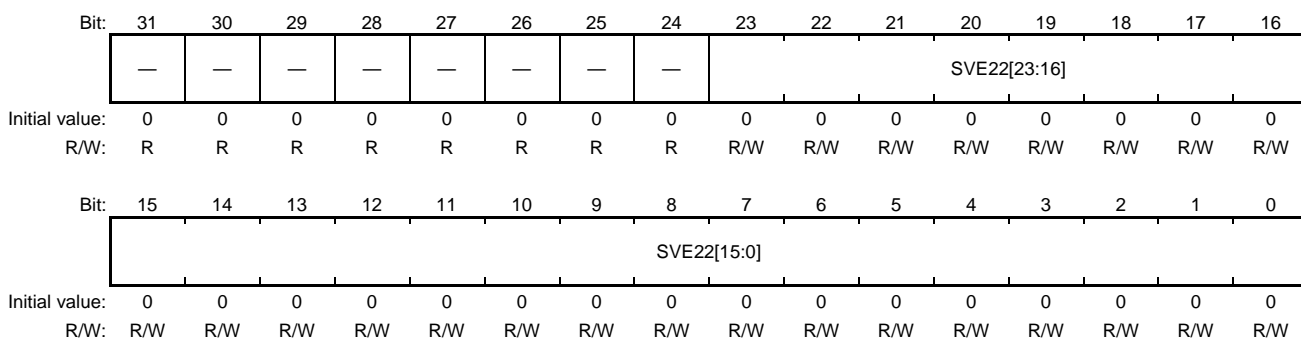 Bit: 31 30 29 28 27 26 25 24 23 22 21 20 19 18 17 16
— — — — — — — — SVE22[23:16]
Initial value: 0 0 0 0 0 0 0 0 0 0 0 0 0 0 0 0
R/W: R R R R R R R R R/W R/W R/W R/W R/W R/W R/W R/W
Bit: 15 14 13 12 11 10 9 8 7 6 5 4 3 2 1 0
SVE22[15:0]
Initial value: 0 0 0 0 0 0 0 0 0 0 0 0 0 0 0 0
R/W: R/W R/W R/W R/W R/W R/W R/W R/W R/W R/W R/W R/W R/W R/W R/W R/W